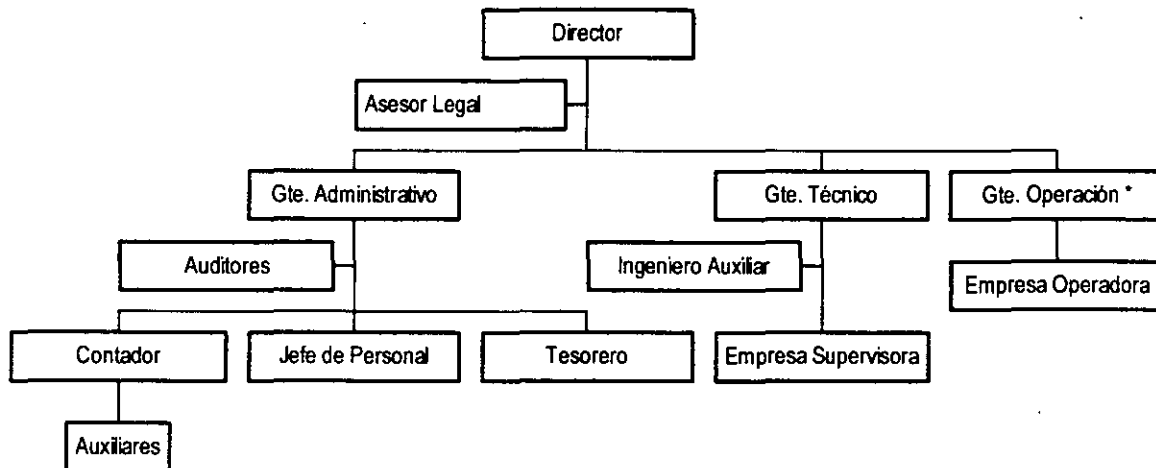 Director
Asesor Legal
Gte. Administrativo
Gte. Técnico
Gte. Operación *
Auditores
Ingeniero Auxiliar
Empresa Operadora
Contador
Jefe de Personal
Tesorero
Empresa Supervisora
Auxiliares